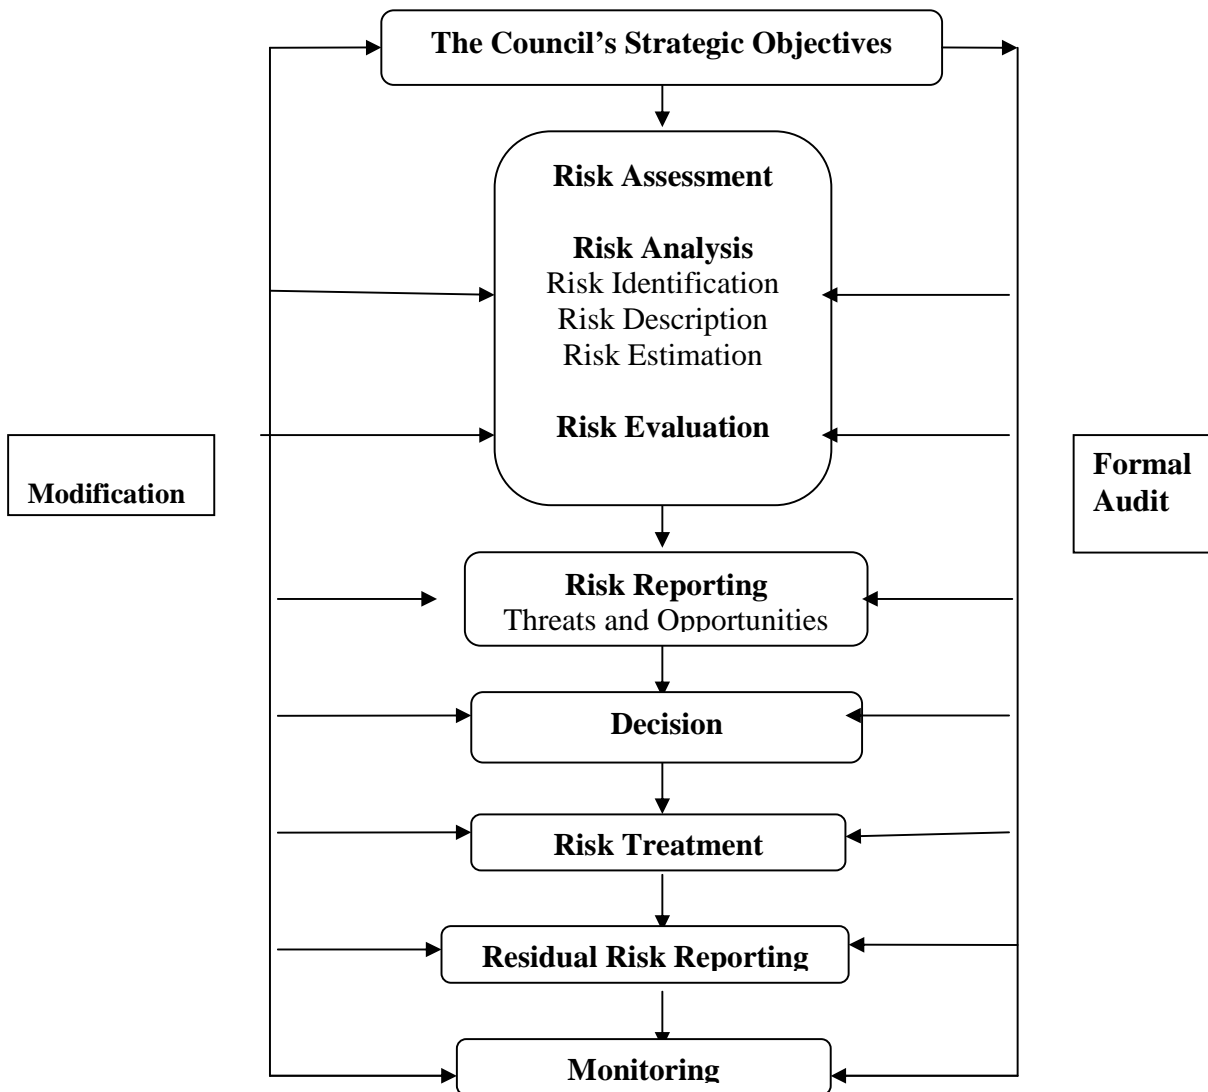 The Council’s Strategic Objectives
Risk Assessment
Risk Analysis
Risk Identification
Risk Description
Risk Estimation
Risk Evaluation
Modification
Formal
Audit
Risk Reporting
Threats and Opportunities
Decision
Risk Treatment
Residual Risk Reporting
Monitoring